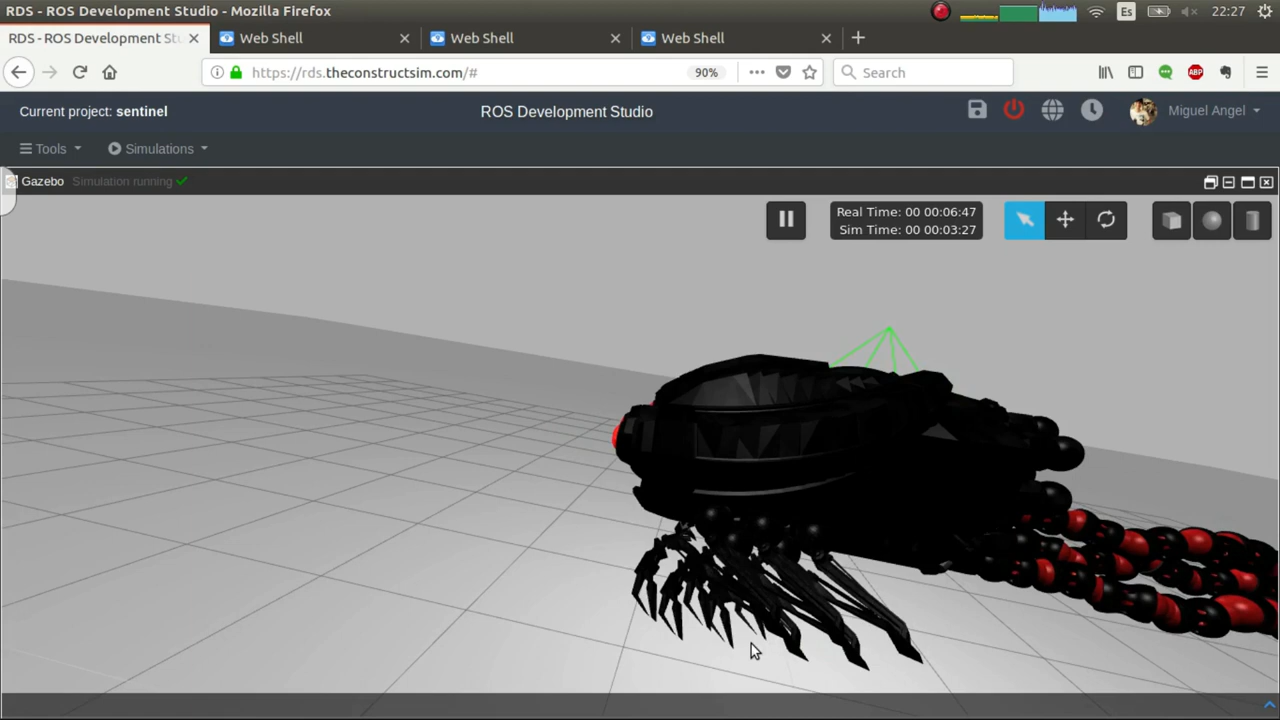 RDS - ROS Development Studio - Mozilla Firefox
Es
22:27
RDS - ROS Development Stu
Web Shell
Web Shell
Web Shell
https://rds.theconstructsim.com/#
90%
Search
ABP
Current project: sentinel
ROS Development Studio
Miguel Angel
Tools
Simulations
Gazebo Simulation running
Real Time: 00 00:06:47
Sim Time: 00 00:03:27